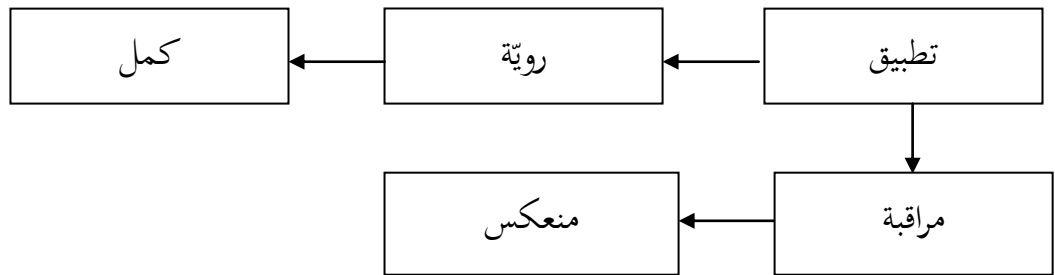 تطبيق
رويّة
كمل
مراقبة
منعكس